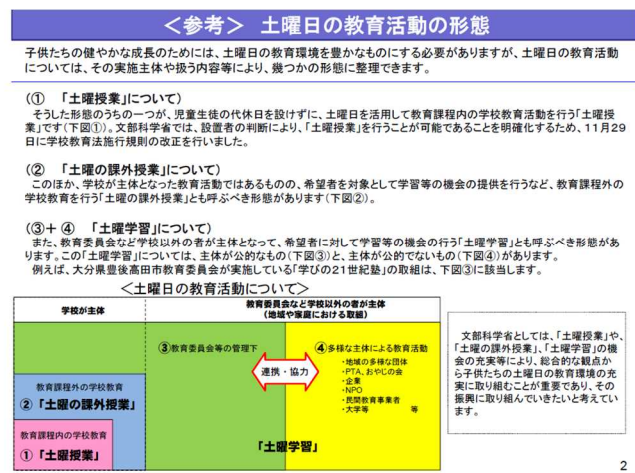 ＜参考＞ 土曜日の教育活動の形態
子供たちの健やかな成長のためには、土曜日の教育環境を豊かなものにする必要がありますが、土曜日の教育活動
については、その実施主体や扱う内容等により、幾つかの形態に整理できます。
（① 「土曜授業」について）
そうした形態のうちの一つが、児童生徒の代休日を設けずに、土曜日を活用して教育課程内の学校教育活動を行う「土曜授
業」です（下図①）。文部科学省では、設置者の判断により、「土曜授業」を行うことが可能であることを明確化するため、11月29
日に学校教育法施行規則の改正を行いました。
（② 「土曜の課外授業」について）
このほか、学校が主体となった教育活動ではあるものの、希望者を対象として学習等の機会の提供を行うなど、教育課程外の
学校教育を行う「土曜の課外授業」とも呼ぶべき形態があります（下図②）。
（③＋④ 「土曜学習」について）
また、教育委員会など学校以外の者が主体となって、希望者に対して学習等の機会の行う「土曜学習」とも呼ぶべき形態があ
ります。この「土曜学習」については、主体が公的なもの（下図③）と、主体が公的でないもの（下図④）があります。
例えば、大分県豊後高田市教育委員会が実施している「学びの21世紀塾」の取組は、下図③に該当します。
＜土曜日の教育活動について＞
学校が主体
教育委員会など学校以外の者が主体
（地域や家庭における取組）
③教育委員会等の管理下
④多様な主体による教育活動
・地域の多様な団体
・PTA、おやじの会
・企業
・NPO
・民間教育事業者
・大学等 等
連携・協力
教育課程外の学校教育
② 「土曜の課外授業」
教育課程内の学校教育
① 「土曜授業」
「土曜学習」
文部科学省としては、「土曜授業」や、
「土曜の課外授業」、「土曜学習」の機
会の充実等により、総合的な観点か
ら子供たちの土曜日の教育環境の充
実に取り組むことが重要であり、その
振興に取り組んでいきたいと考えてい
ます。
2